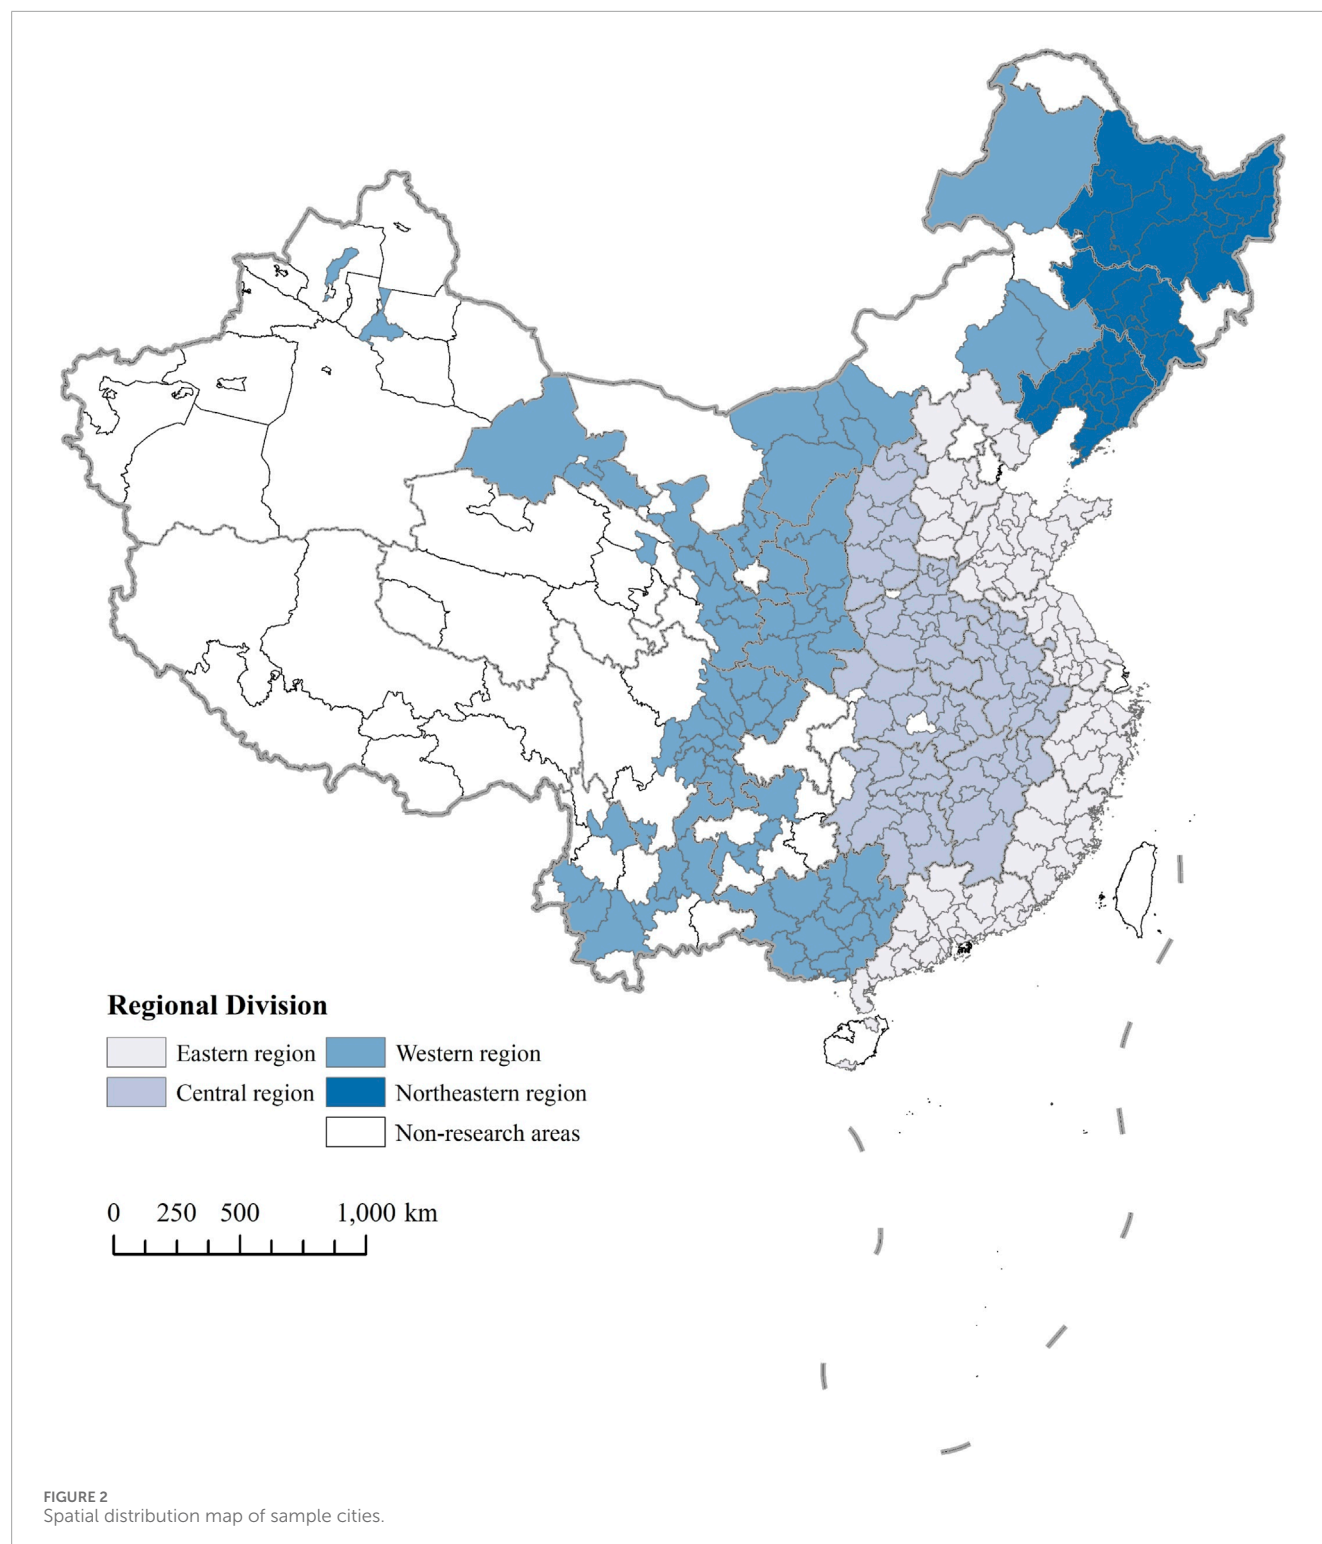 Regional Division
Eastern region
Western region
Central region
Northeastern region
Non-research areas
0 250 500 1,000 km
FIGURE 2
Spatial distribution map of sample cities.